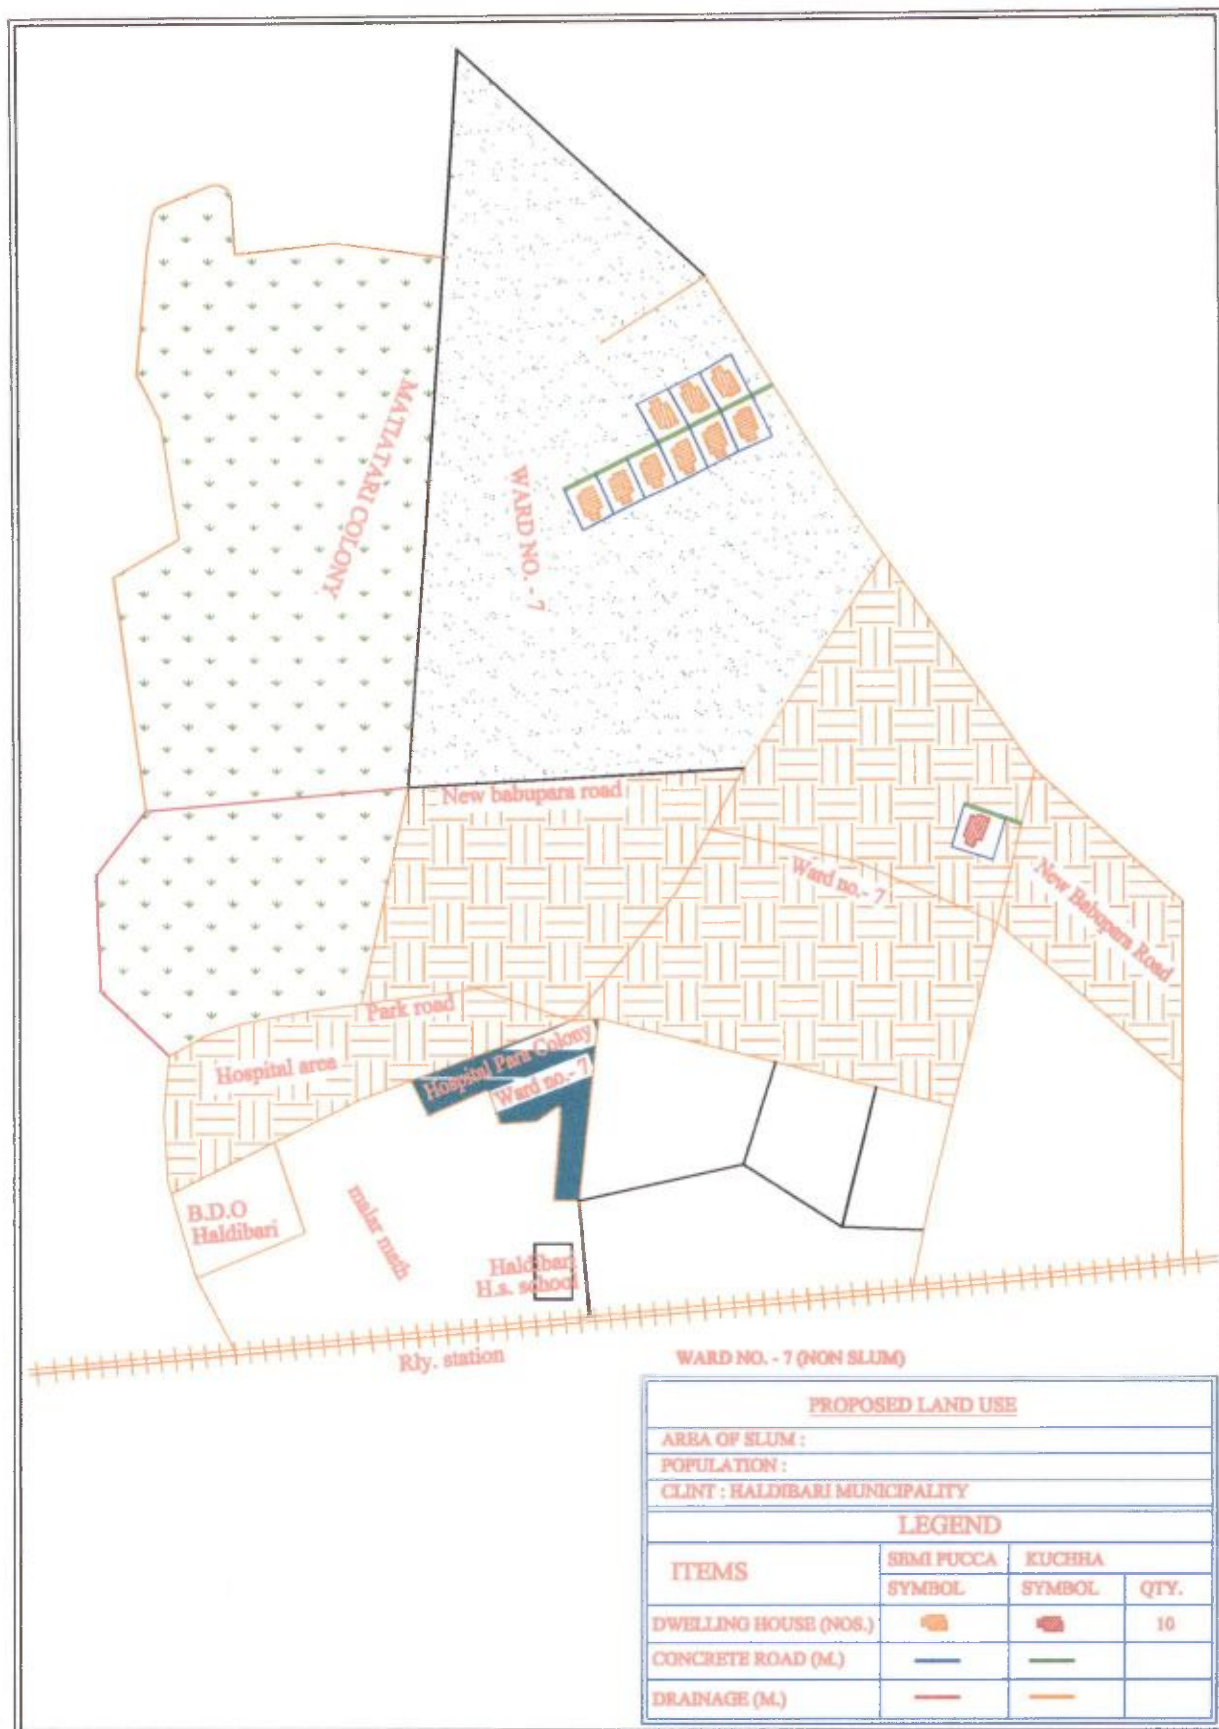 MATIATARI COLONY
WARD NO. - 7
New babupara road
Ward no.- 7
New Babupara Road
Park road
Hospital area
Hospital Para Colony
Ward no.- 7
B.D.O
Haldibari
malar math
Haldibari
H.s. school
Rly. station
WARD NO. - 7 (NON SLUM)
PROPOSED LAND USE
AREA OF SLUM :
POPULATION :
CLINT : HALDIBARI MUNICIPALITY
LEGEND
ITEMS SEMI PUCCA KUCHHA
SYMBOL SYMBOL QTY.
DWELLING HOUSE (NOS.) 10
CONCRETE ROAD (M.)
DRAINAGE (M.)